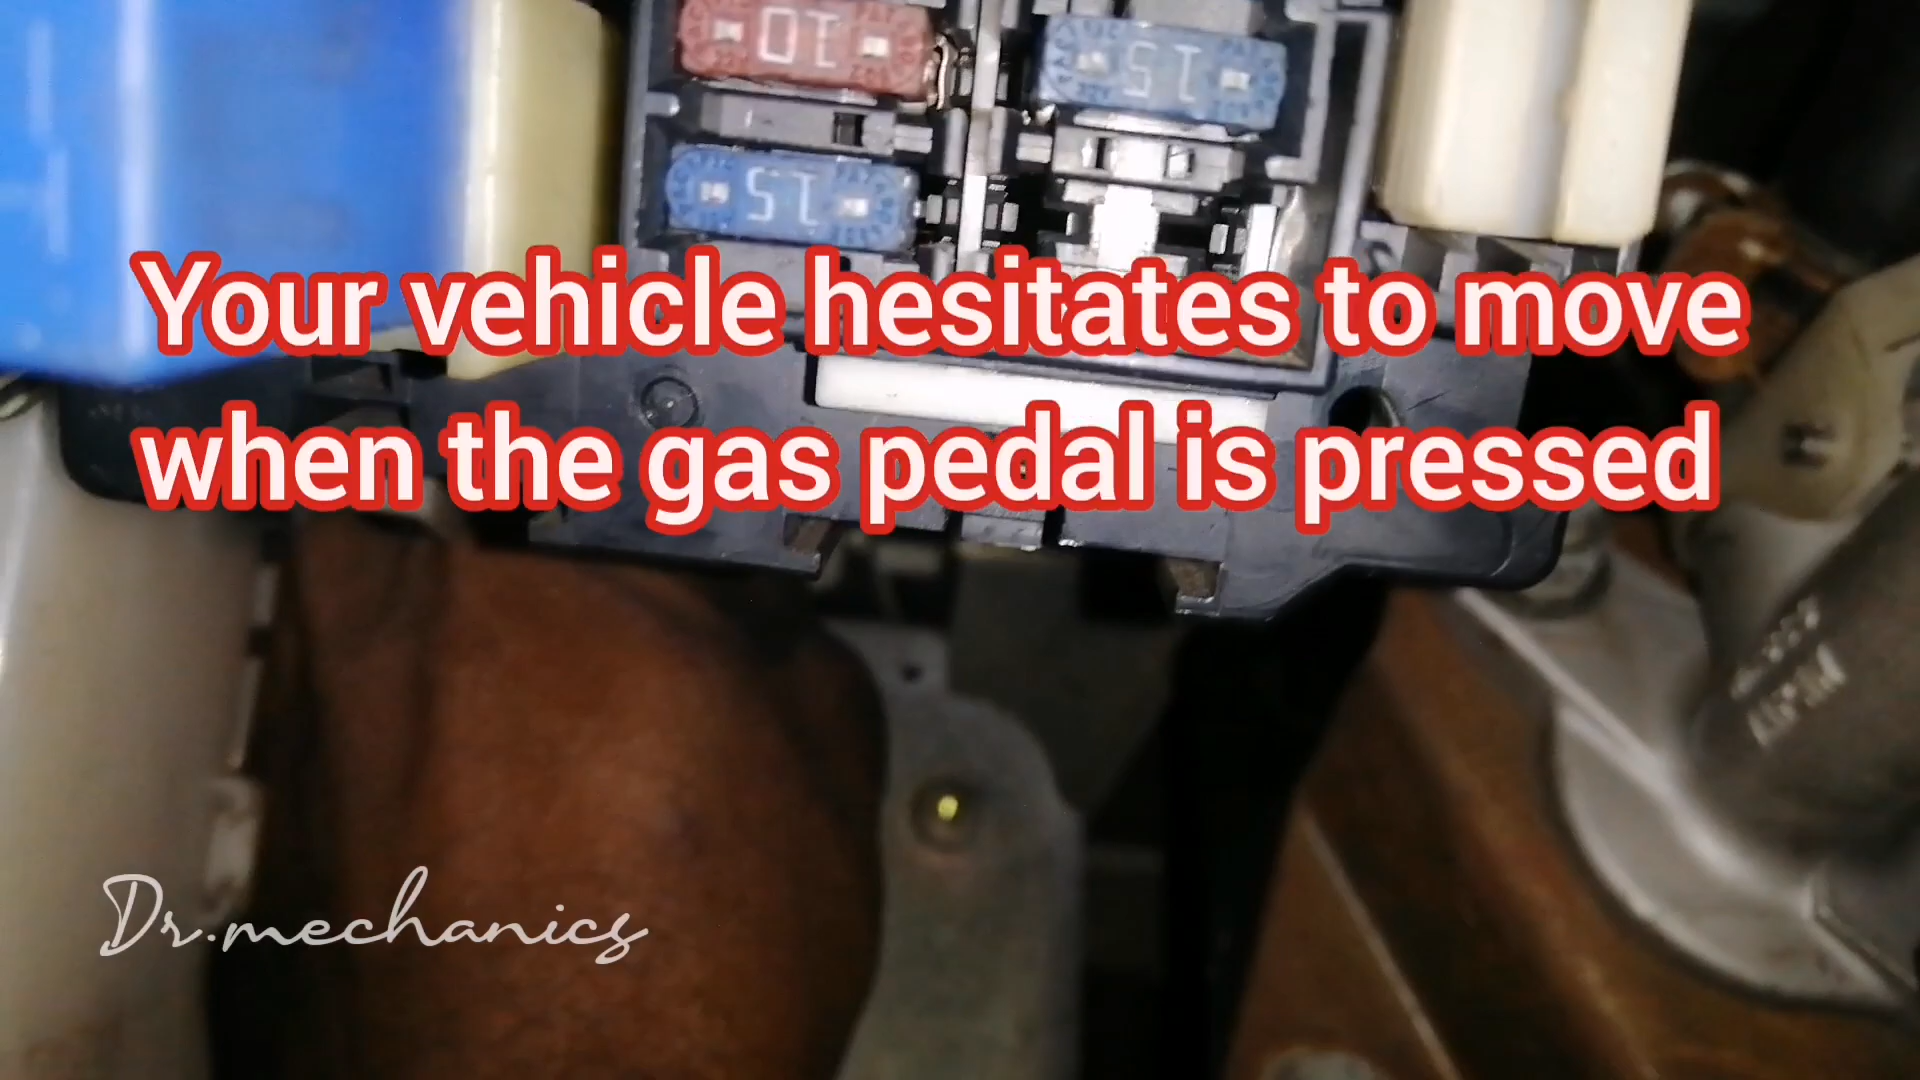 10
15
15
Your vehicle hesitates to move
when the gas pedal is pressed
Dr.mechanics